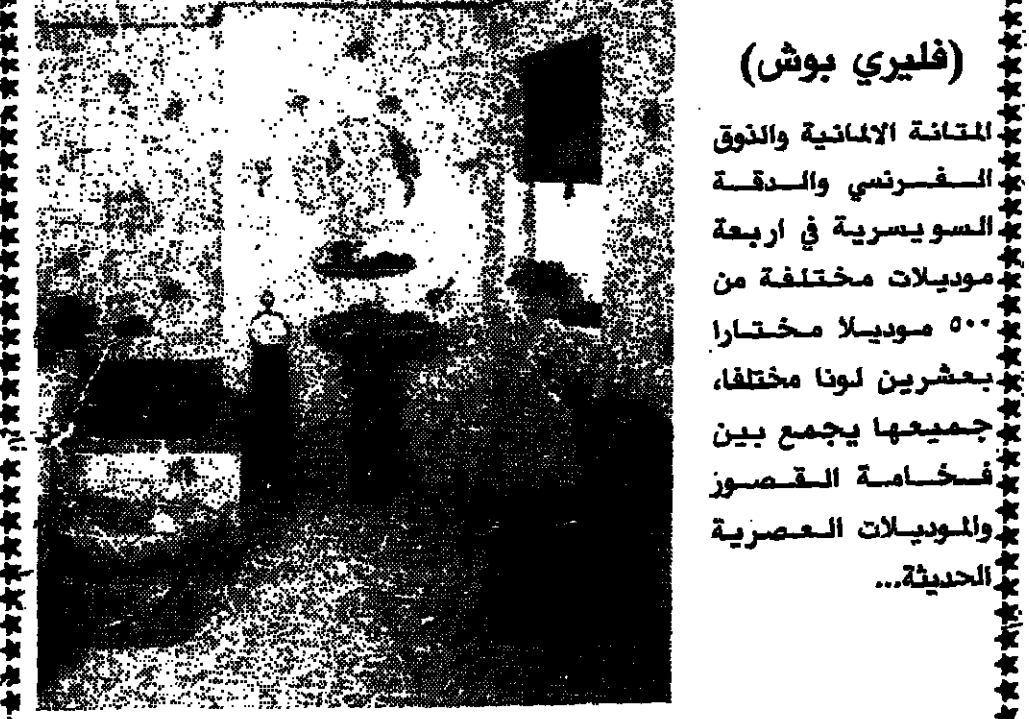 (فليري بوش)
المتانة الالمانية والذوق
الفرنسي والدقة
السويسرية في اربعة
موديلات مختلفة من
٥٠٠ موديلا مختارا
بعشرين لونا مختلفا،
جميعها يجمع بين
فخامة القصور
والموديلات العصرية
الحديثة...